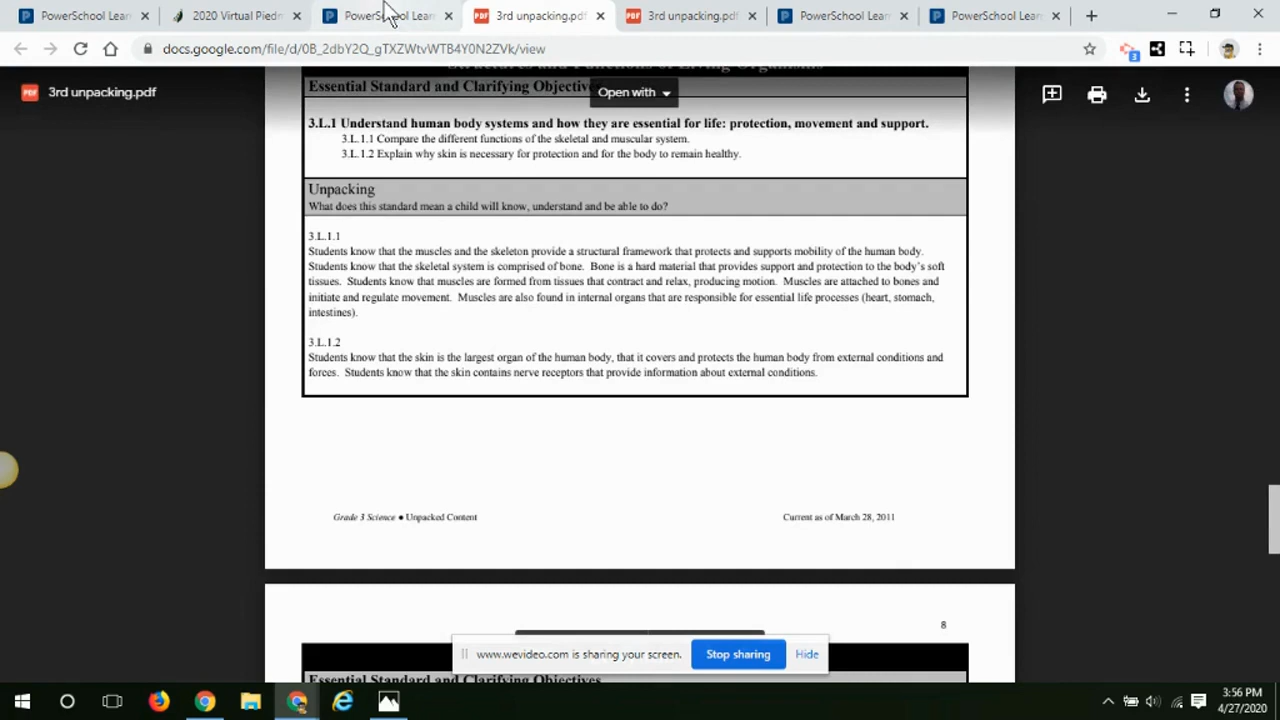 PowerSchool Learn
2020 Virtual Piedm
PowerSchool Learn
3rd unpacking.pdf
3rd unpacking.pdf
PowerSchool Learn
PowerSchool Learn
docs.google.com/file/d/0B_2dbY2Q_gTXZWtvWTB4Y0N2ZVk/view
3rd unpacking.pdf
Open with
Structures and Functions of Living Organisms
Essential Standard and Clarifying Objectives
3.L.1 Understand human body systems and how they are essential for life: protection, movement and support.
3.L.1.1 Compare the different functions of the skeletal and muscular system.
3.L.1.2 Explain why skin is necessary for protection and for the body to remain healthy.
Unpacking
What does this standard mean a child will know, understand and be able to do?
3.L.1.1
Students know that the muscles and the skeleton provide a structural framework that protects and supports mobility of the human body.
Students know that the skeletal system is comprised of bone. Bone is a hard material that provides support and protection to the body's soft
tissues. Students know that muscles are formed from tissues that contract and relax, producing motion. Muscles are attached to bones and
initiate and regulate movement. Muscles are also found in internal organs that are responsible for essential life processes (heart, stomach,
intestines).
3.L.1.2
Students know that the skin is the largest organ of the human body, that it covers and protects the human body from external conditions and
forces. Students know that the skin contains nerve receptors that provide information about external conditions.
Grade 3 Science ● Unpacked Content
Current as of March 28, 2011
8
www.wevideo.com is sharing your screen.
Stop sharing
Hide
Essential Standard and Clarifying Objectives
3:56 PM
4/27/2020